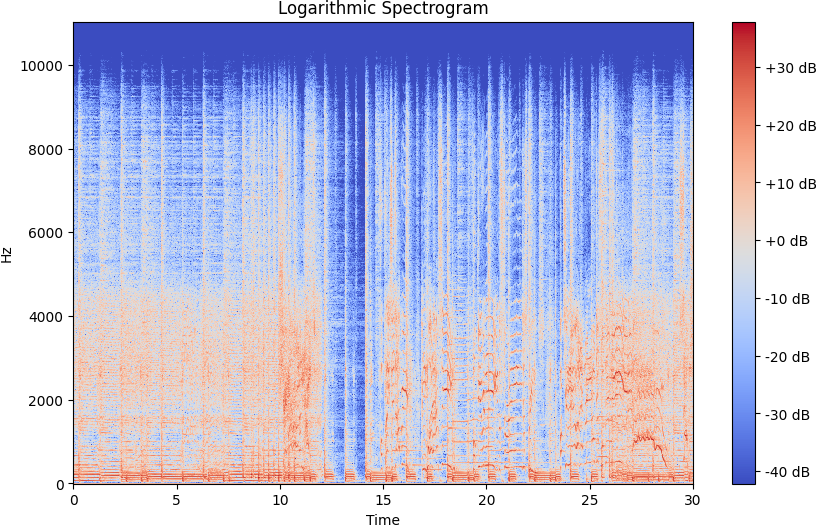 Logarithmic Spectrogram
Hz
10000
8000
6000
4000
2000
0
0 5 10 15 20 25 30
Time
+30 dB
+20 dB
+10 dB
+0 dB
-10 dB
-20 dB
-30 dB
-40 dB